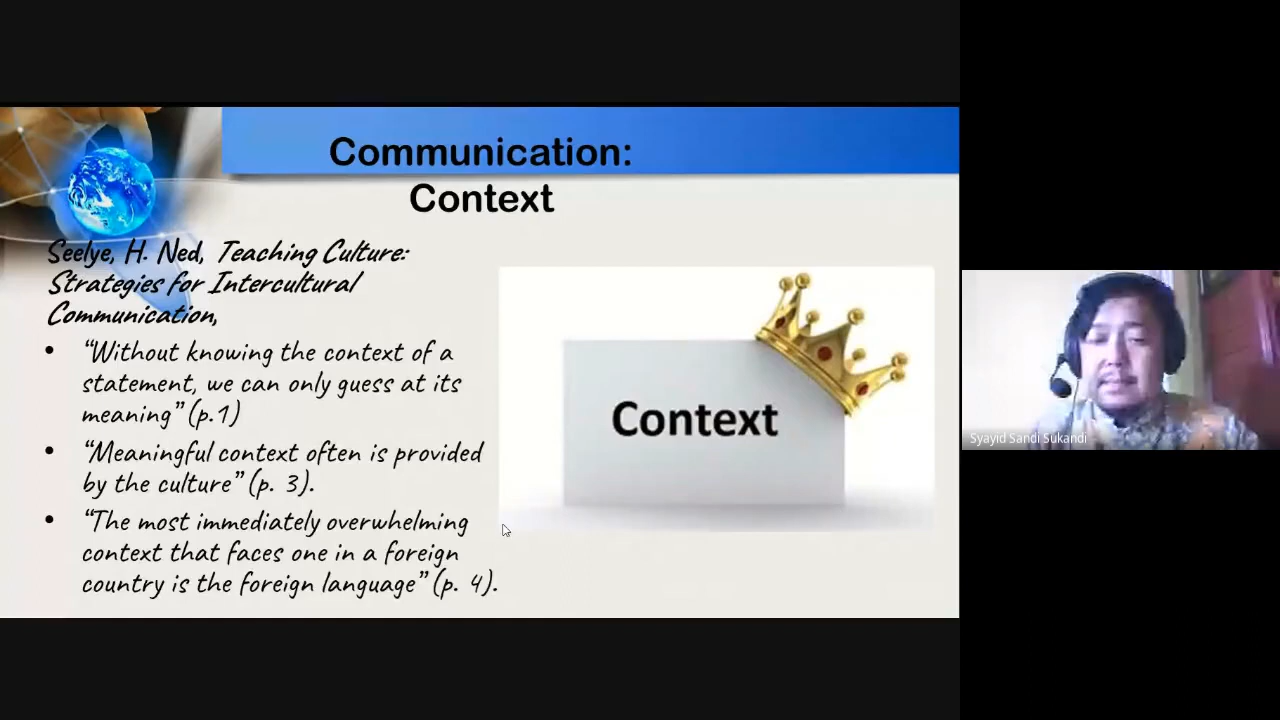 Communication:
Context
Seelye, H. Ned, Teaching Culture:
Strategies for Intercultural
Communication,
• “Without knowing the context of a
statement, we can only guess at its
meaning” (p.1)
• “Meaningful context often is provided
by the culture” (p. 3).
• “The most immediately overwhelming
context that faces one in a foreign
country is the foreign language” (p. 4).
Context
Syayid Sandi Sukandi